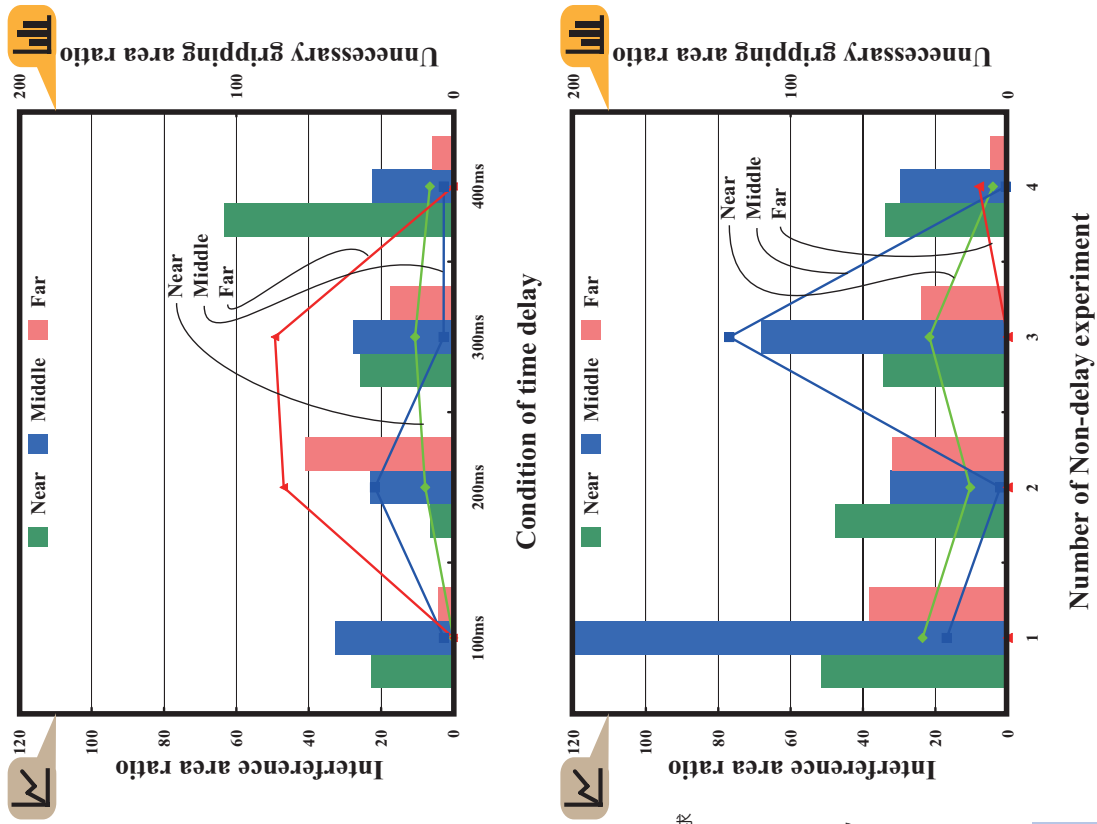 Near
Middle
Far
Interference area ratio
Unnecessary gripping area ratio
120
100
80
60
40
20
0
200
100
0
Near
Middle
Far
100ms
200ms
300ms
400ms
Condition of time delay
Near
Middle
Far
Interference area ratio
Unnecessary gripping area ratio
120
100
80
60
40
20
0
200
100
0
Near
Middle
Far
1
2
3
4
Number of Non-delay experiment